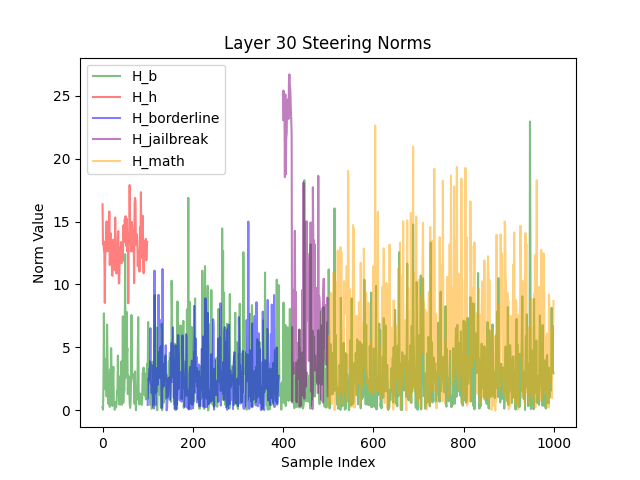 Layer 30 Steering Norms
H_b
H_h
H_borderline
H_jailbreak
H_math
Norm Value
25
20
15
10
5
0
0 200 400 600 800 1000
Sample Index